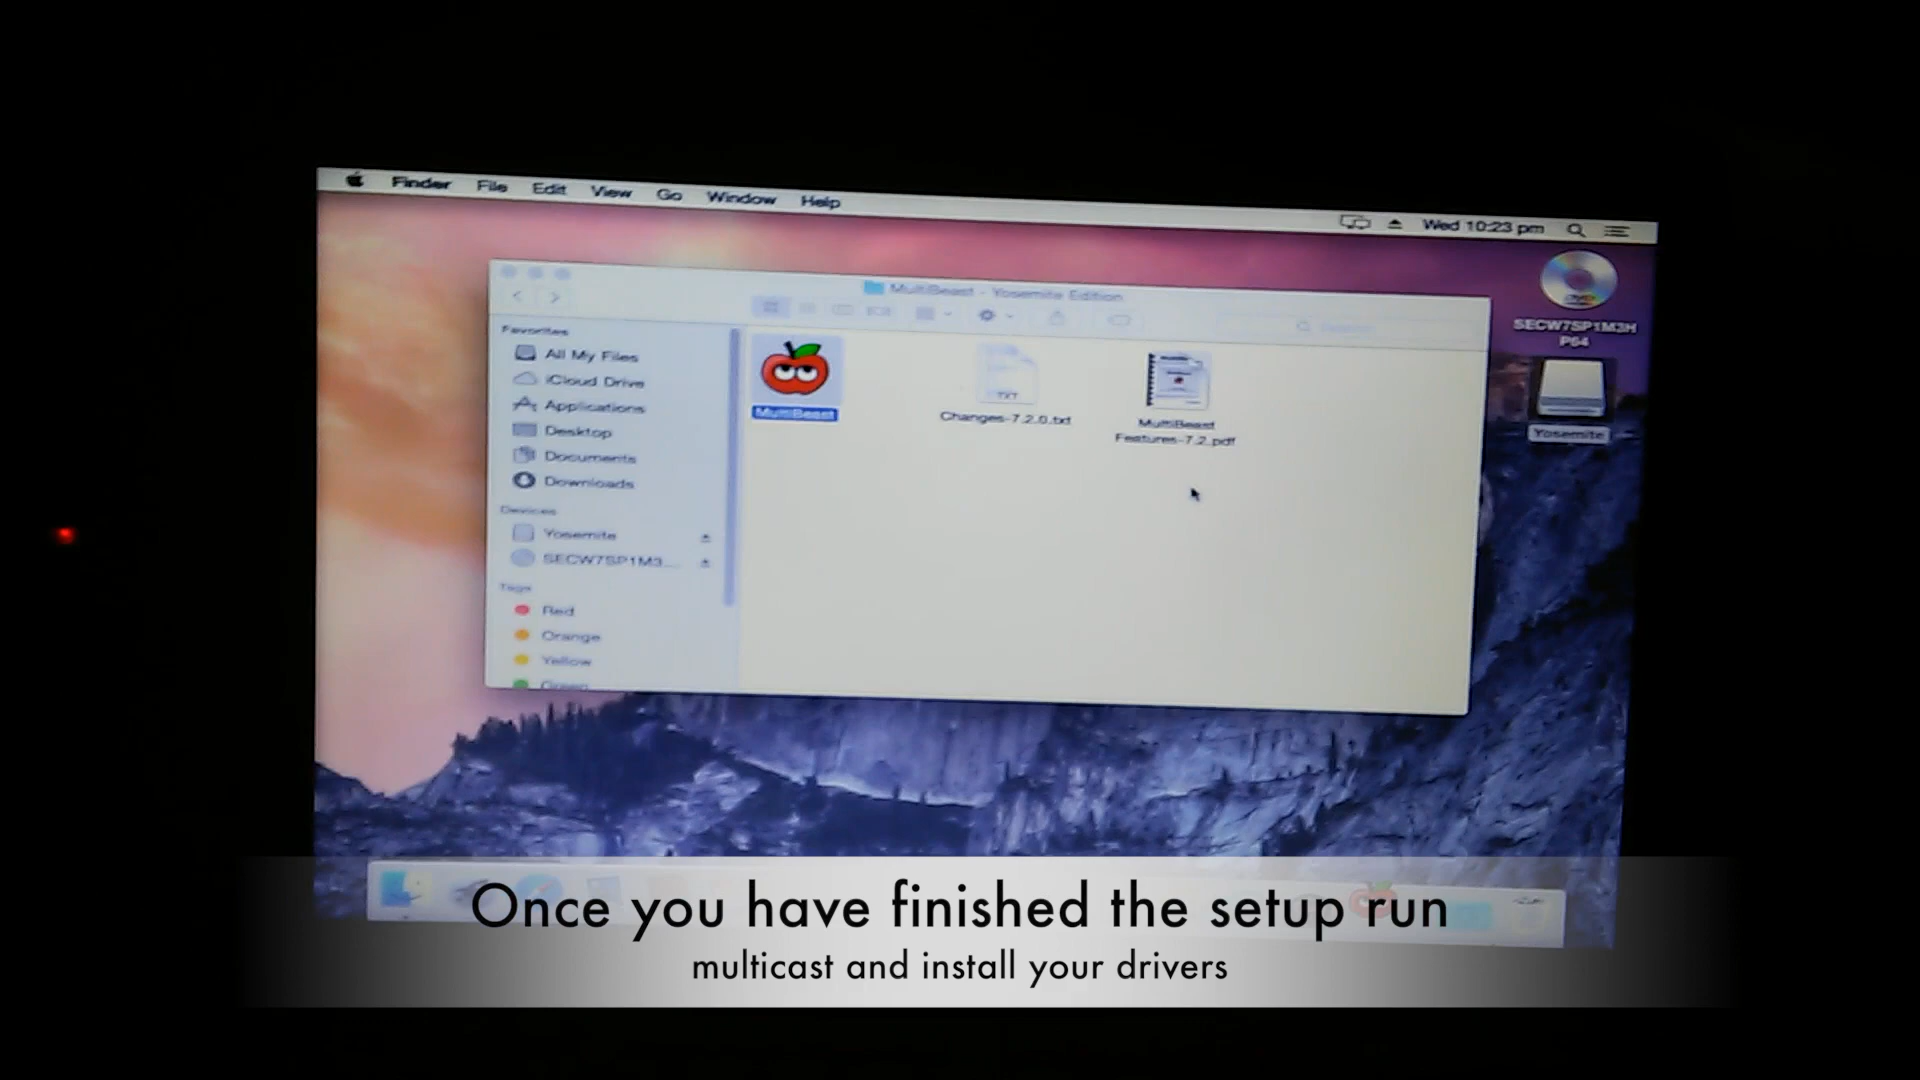 Finder File Edit View Go Window Help
Wed 10:23 pm
MultiBeast - Yosemite Edition
Favorites
All My Files
iCloud Drive
Applications
Desktop
Documents
Downloads
Devices
Yosemite
SECW7SP1M3...
Tags
Red
Orange
Yellow
Green
MultiBeast
TXT
Changes-7.2.0.txt
MultiBeast
Features-7.2.pdf
Search
SECW7SP1M3H
P64
Yosemite
Once you have finished the setup run
multicast and install your drivers